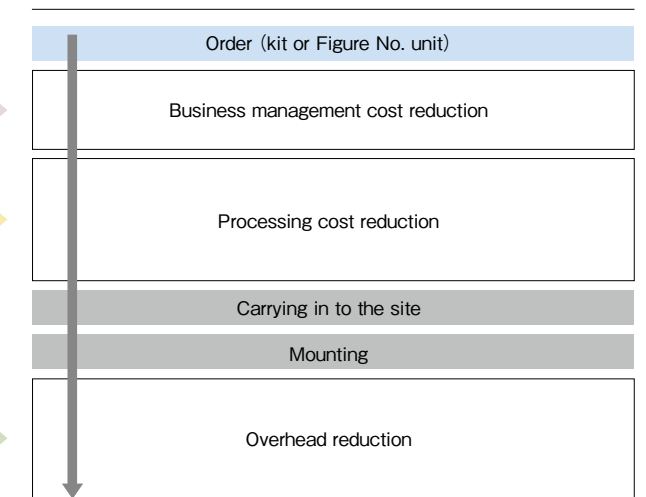 Order (kit or Figure No. unit)
Business management cost reduction
Processing cost reduction
Carrying in to the site
Mounting
Overhead reduction